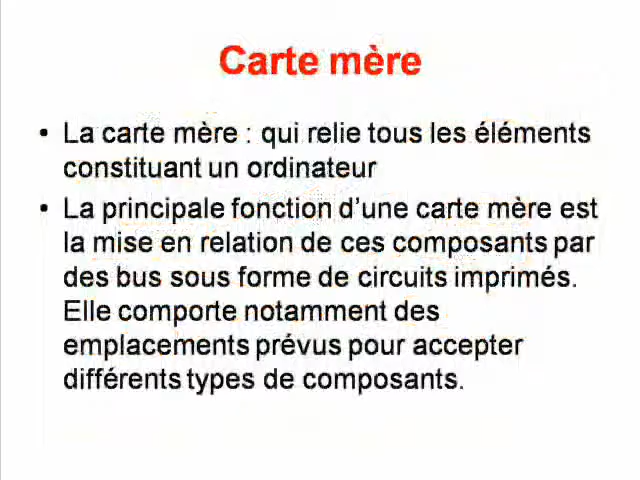 Carte mère
• La carte mère : qui relie tous les éléments
constituant un ordinateur
• La principale fonction d’une carte mère est
la mise en relation de ces composants par
des bus sous forme de circuits imprimés.
Elle comporte notamment des
emplacements prévus pour accepter
différents types de composants.